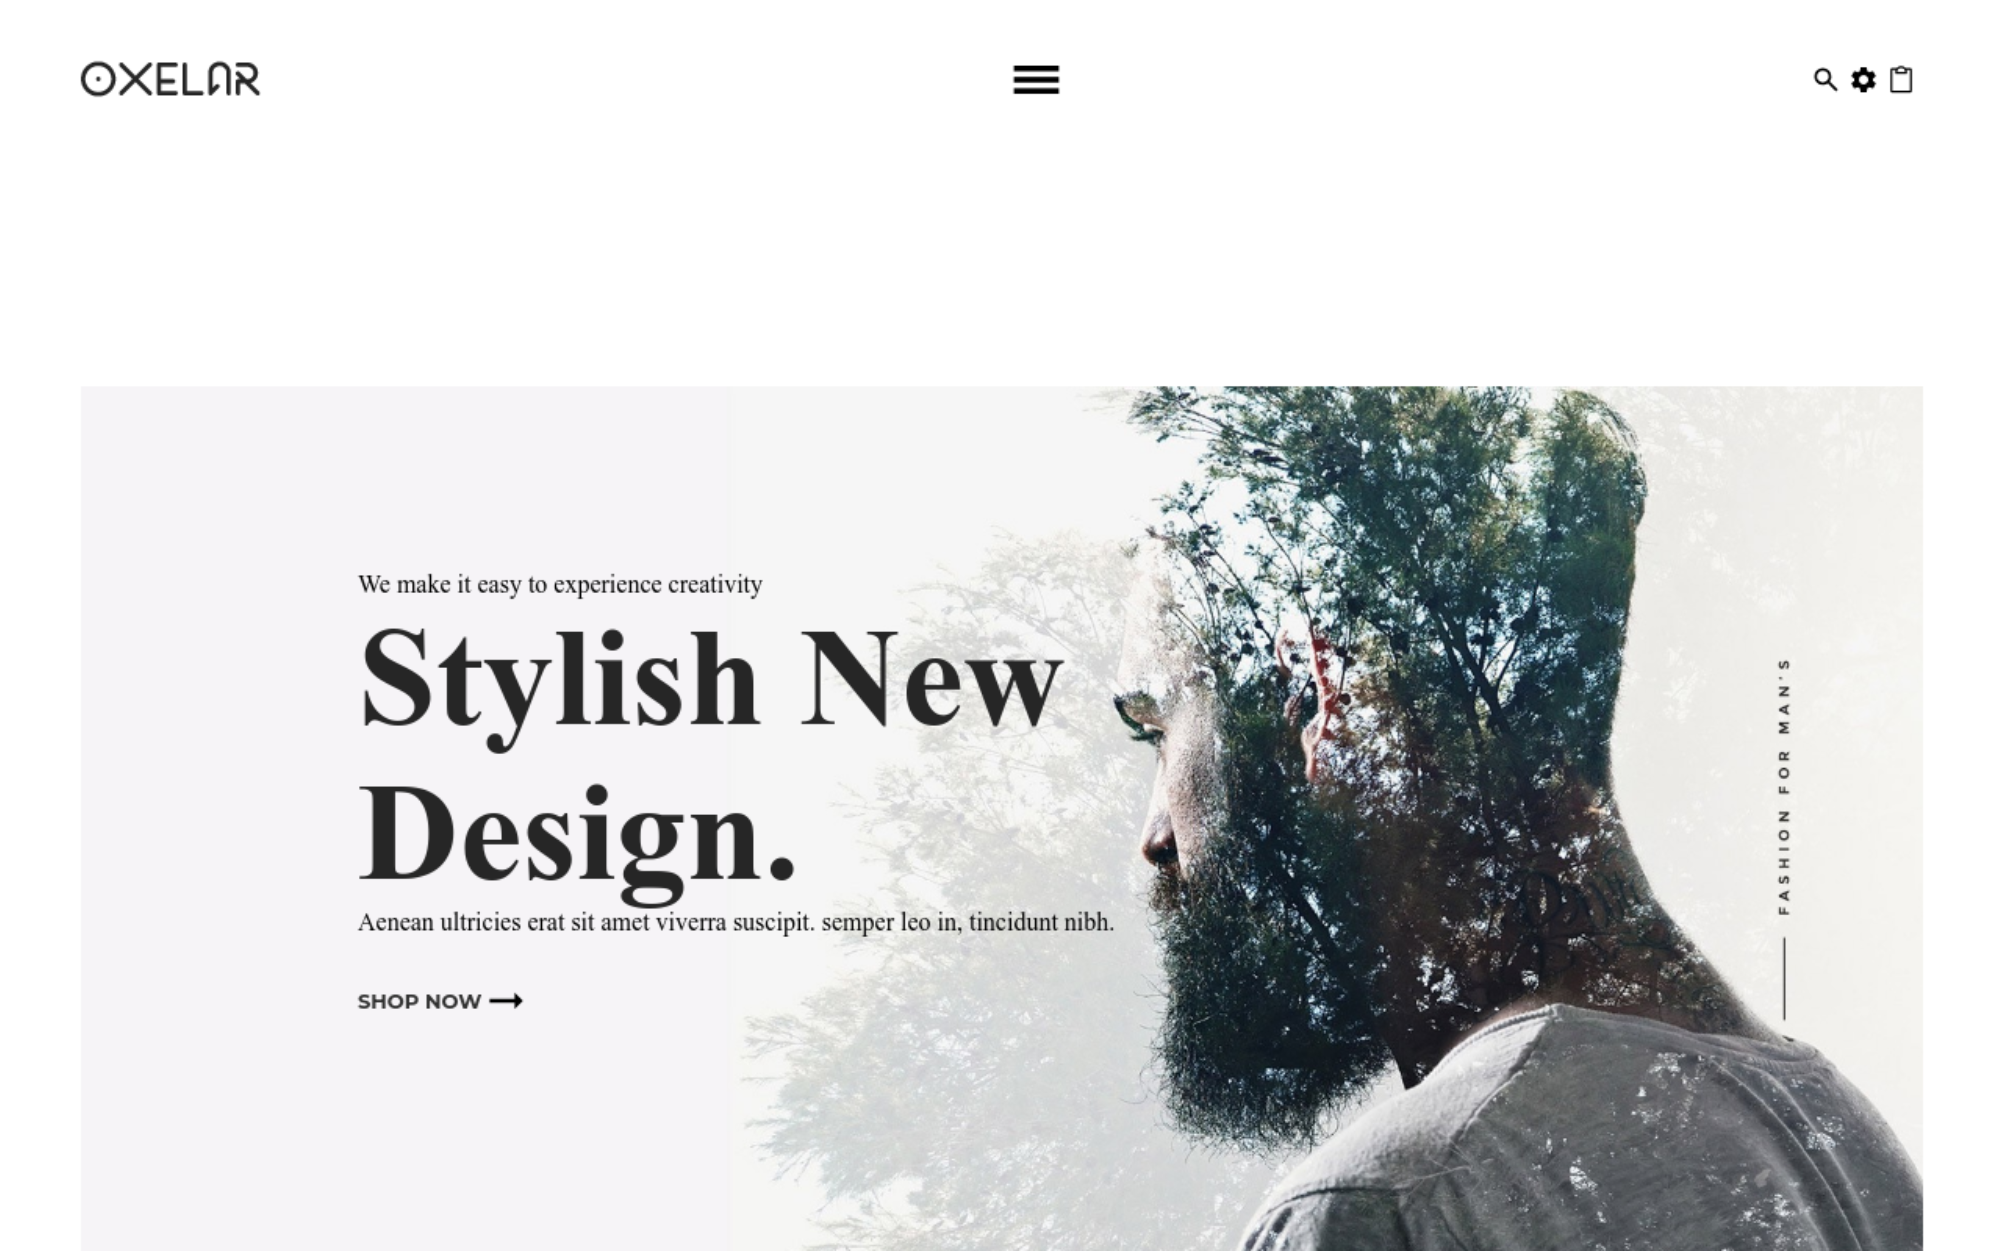 OXELAR
We make it easy to experience creativity
Stylish New
Design.
Aenean ultricies erat sit amet viverra suscipit. semper leo in, tincidunt nibh.
SHOP NOW
FASHION FOR MAN'S